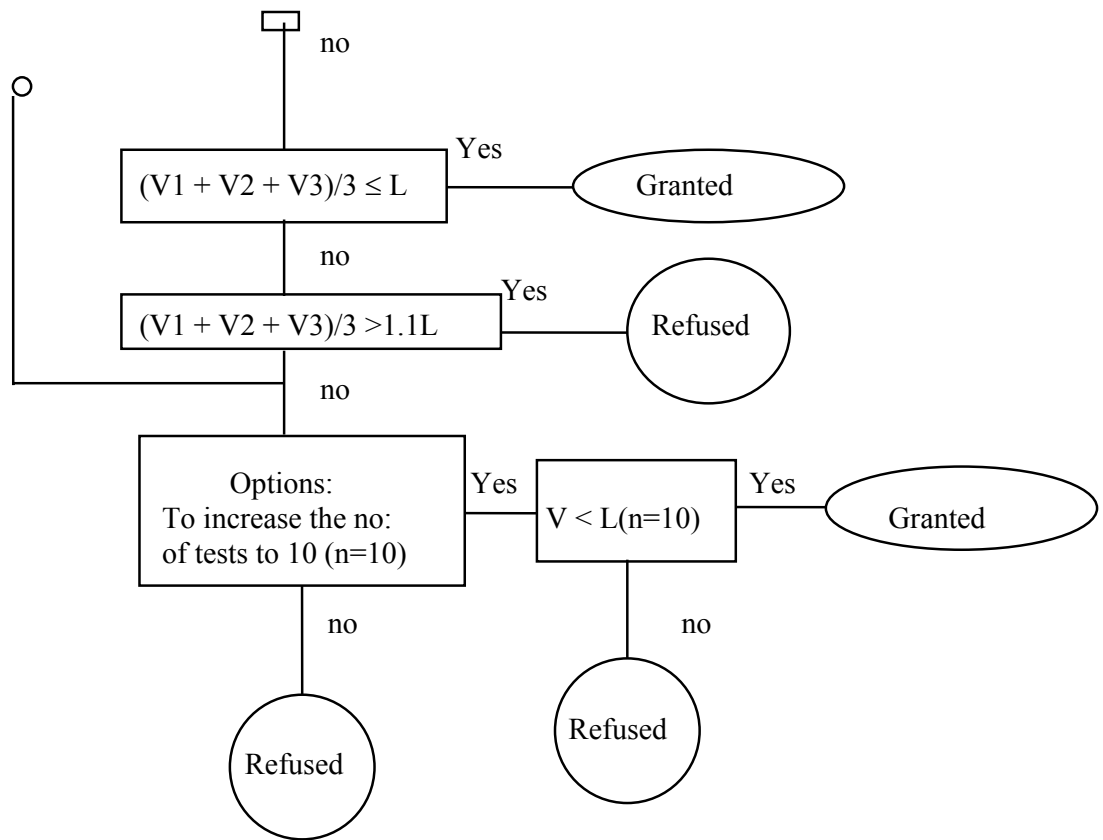 no
Yes
(V1 + V2 + V3)/3 ≤ L
Granted
no
Yes
(V1 + V2 + V3)/3 >1.1L
Refused
no
Options:
To increase the no:
of tests to 10 (n=10)
Yes
V < L(n=10)
Yes
Granted
no
no
Refused
Refused